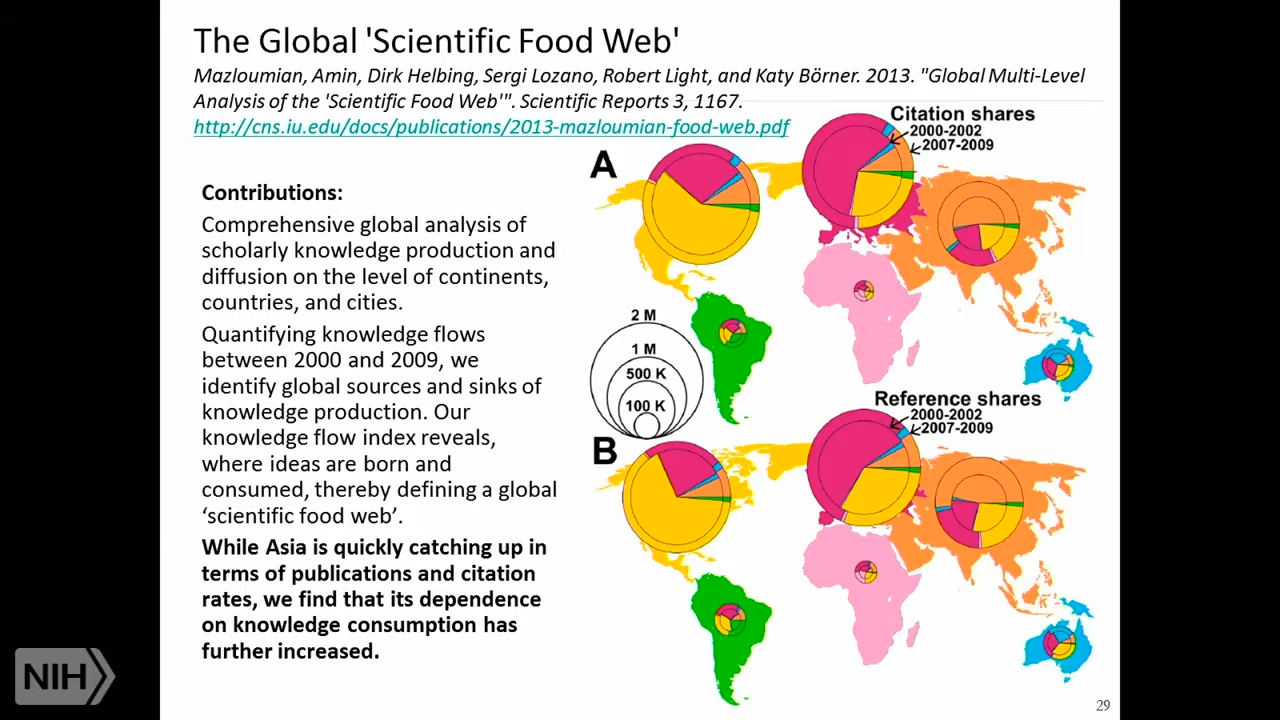 The Global 'Scientific Food Web'
Mazloumian, Amin, Dirk Helbing, Sergi Lozano, Robert Light, and Katy Börner. 2013. "Global Multi-Level
Analysis of the 'Scientific Food Web'". Scientific Reports 3, 1167.
http://cns.iu.edu/docs/publications/2013-mazloumian-food-web.pdf
Contributions:
Comprehensive global analysis of
scholarly knowledge production and
diffusion on the level of continents,
countries, and cities.
Quantifying knowledge flows
between 2000 and 2009, we
identify global sources and sinks of
knowledge production. Our
knowledge flow index reveals,
where ideas are born and
consumed, thereby defining a global
‘scientific food web’.
While Asia is quickly catching up in
terms of publications and citation
rates, we find that its dependence
on knowledge consumption has
further increased.
A
Citation shares
2000-2002
2007-2009
2 M
1 M
500 K
100 K
B
Reference shares
2000-2002
2007-2009
NIH
29